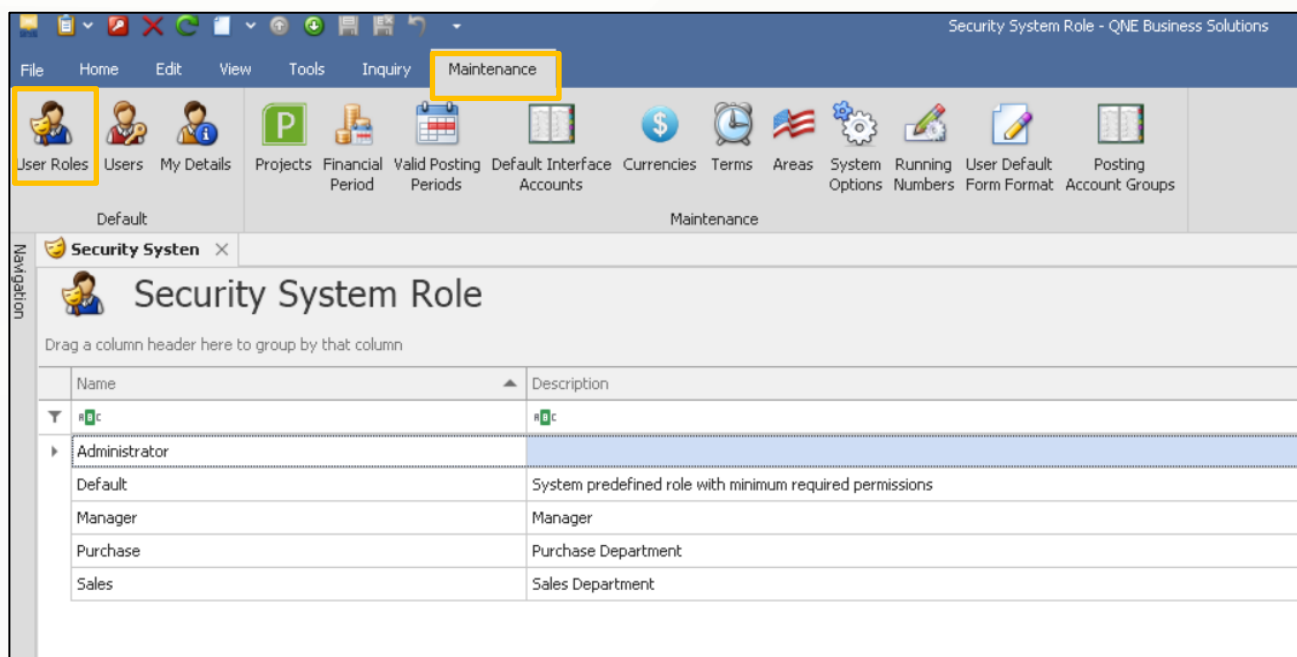 Security System Role - QNE Business Solutions
File Home Edit View Tools Inquiry Maintenance
User Roles Users My Details Projects Financial Period Valid Posting Periods Default Interface Accounts Currencies Terms Areas System Options Running Numbers User Default Form Format Posting Account Groups
Default Maintenance
Navigation
Security Systen
Security System Role
Drag a column header here to group by that column
Name Description
ABC ABC
Administrator
Default System predefined role with minimum required permissions
Manager Manager
Purchase Purchase Department
Sales Sales Department